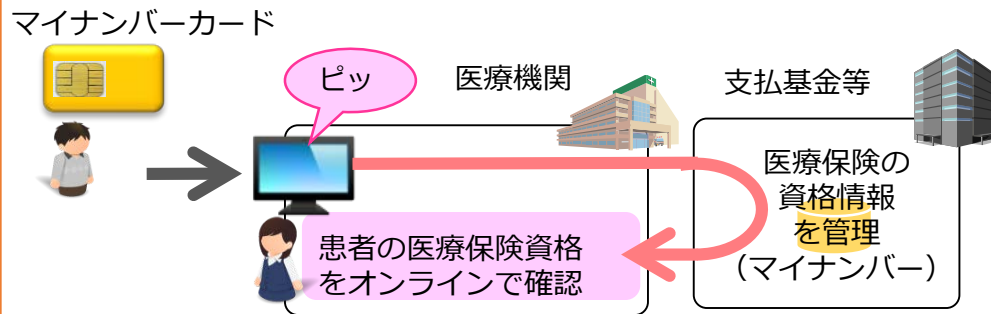 マイナンバーカード
ピッ
医療機関
支払基金等
医療保険の
資格情報
を管理
（マイナンバー）
患者の医療保険資格
をオンラインで確認